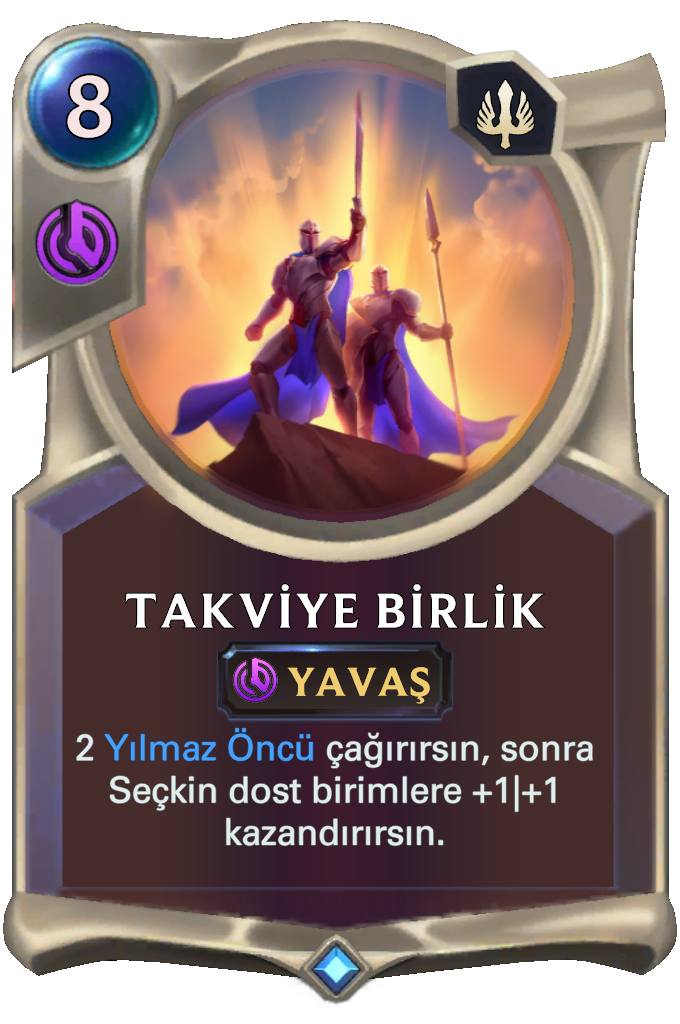 8
TAKVİYE BİRLİK
YAVAŞ
2 Yılmaz Öncü çağırırsın, sonra
Seçkin dost birimlere +1|+1
kazandırırsın.